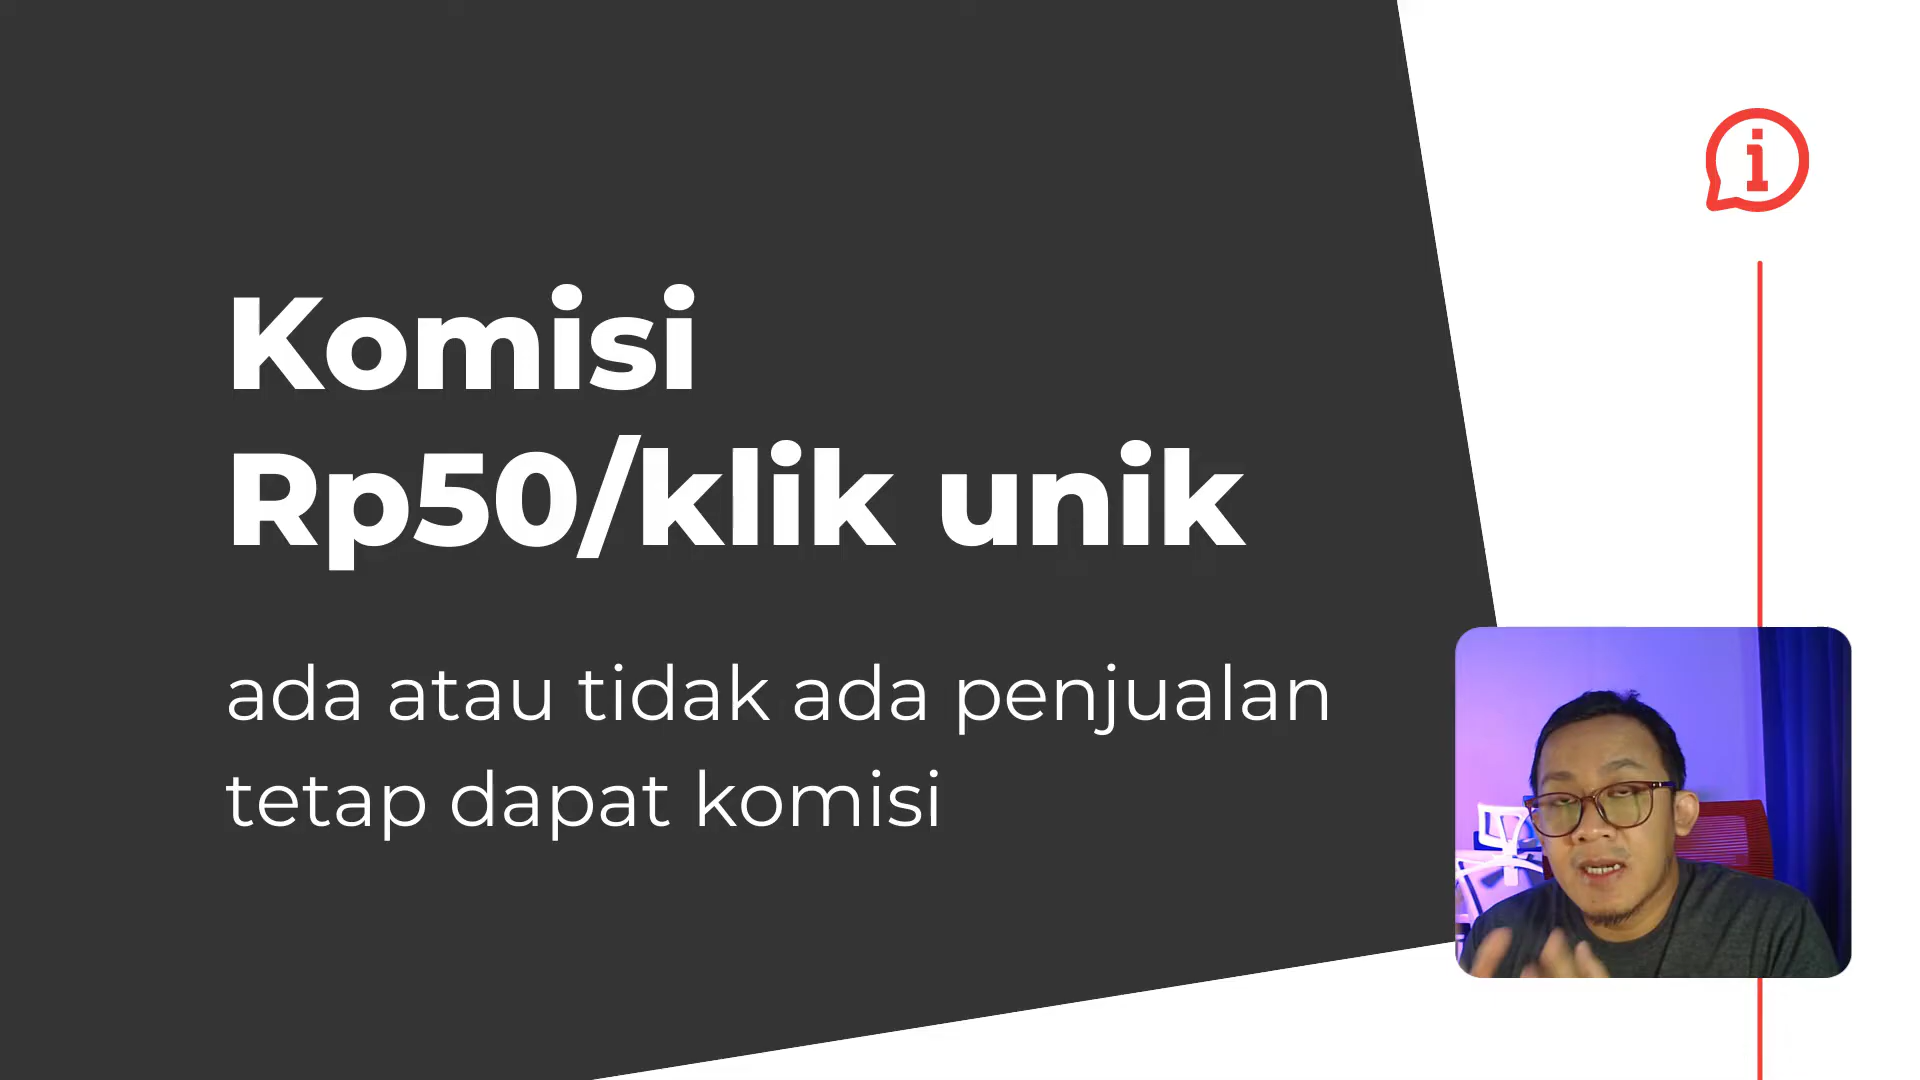 Komisi
Rp50/klik unik
ada atau tidak ada penjualan
tetap dapat komisi